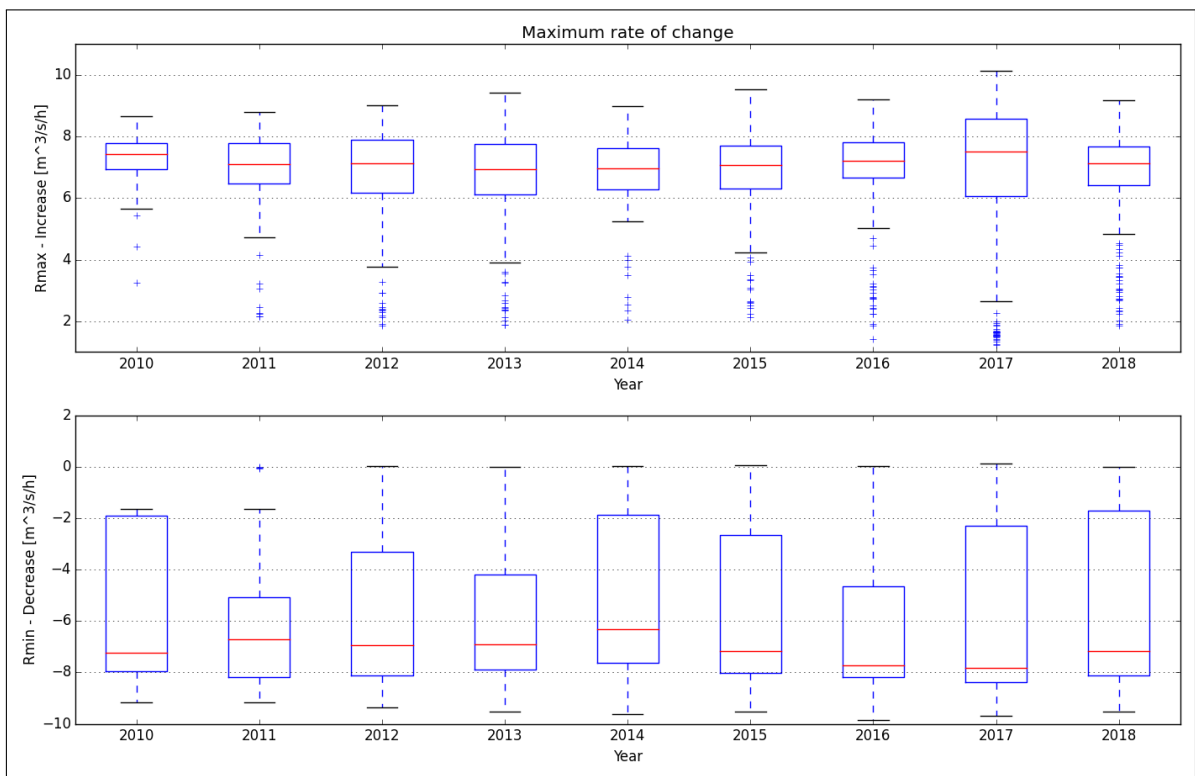 Maximum rate of change
Rmax - Increase [m^3/s/h]
10
8
6
4
2
2010 2011 2012 2013 2014 2015 2016 2017 2018
Year
Rmin - Decrease [m^3/s/h]
2
0
−2
−4
−6
−8
−10
2010 2011 2012 2013 2014 2015 2016 2017 2018
Year